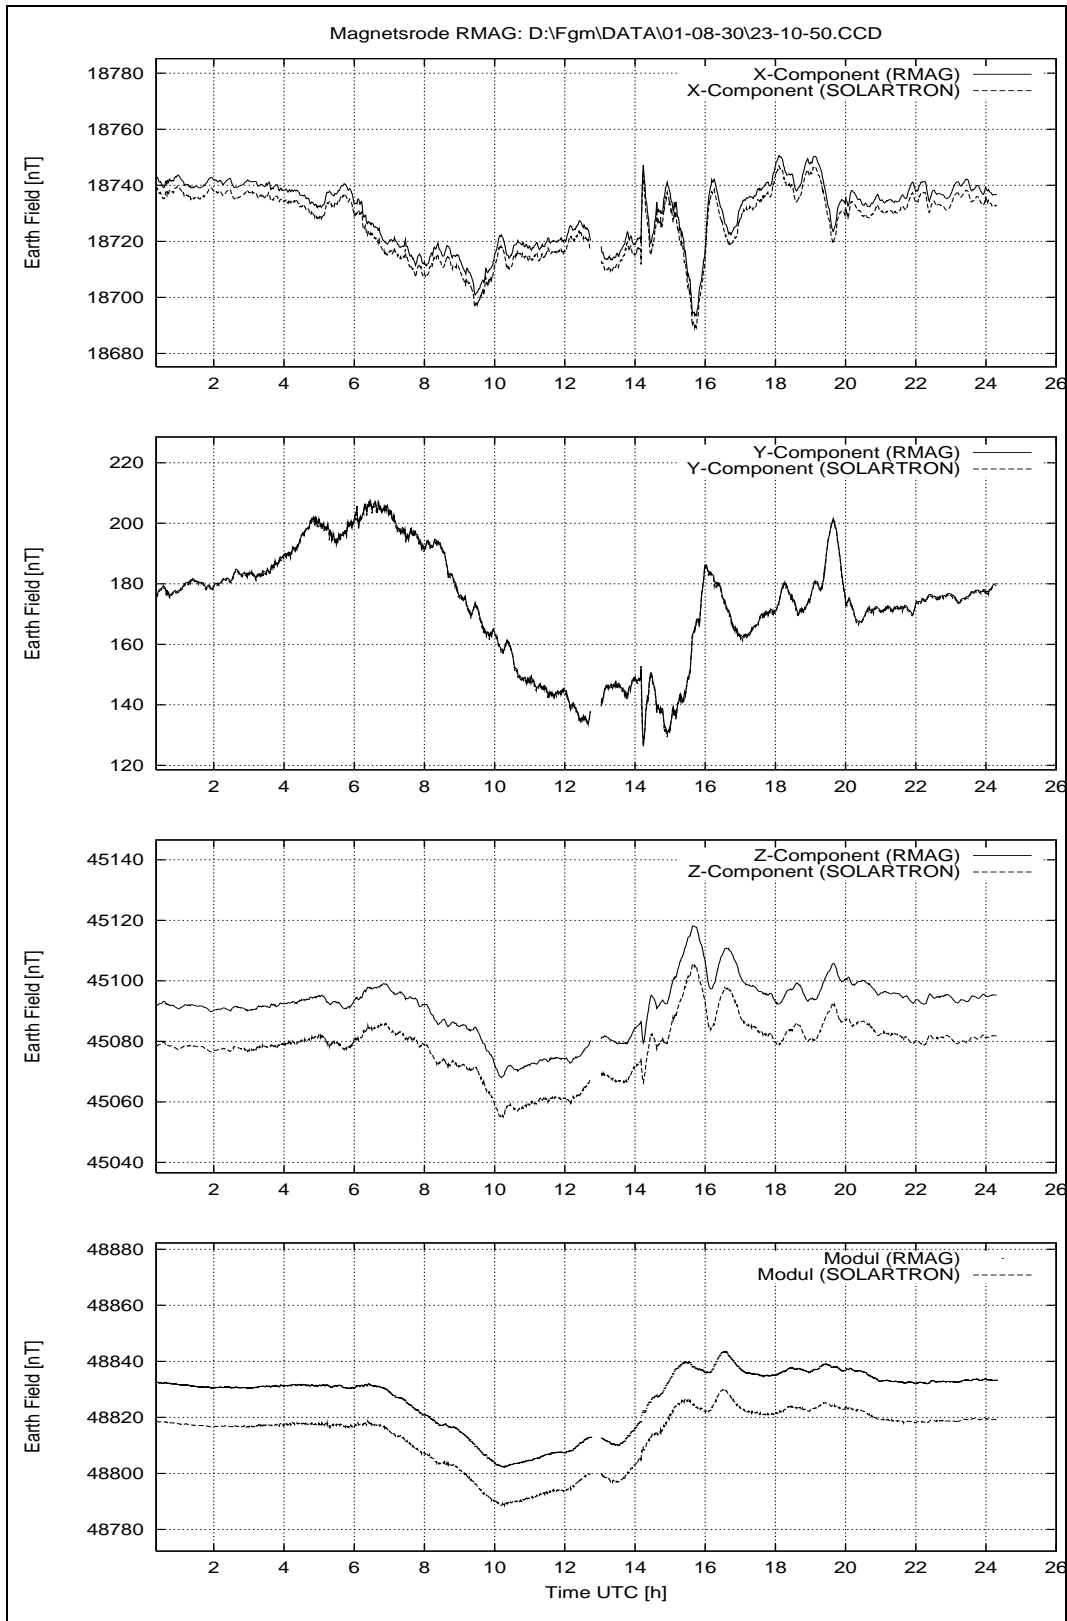 Magnetsrode RMAG: D:\Fgm\DATA\01-08-30\23-10-50.CCD
X-Component (RMAG)
X-Component (SOLARTRON)
Earth Field [nT]
18780
18760
18740
18720
18700
18680
2 4 6 8 10 12 14 16 18 20 22 24 26
Y-Component (RMAG)
Y-Component (SOLARTRON)
Earth Field [nT]
220
200
180
160
140
120
2 4 6 8 10 12 14 16 18 20 22 24 26
Z-Component (RMAG)
Z-Component (SOLARTRON)
Earth Field [nT]
45140
45120
45100
45080
45060
45040
2 4 6 8 10 12 14 16 18 20 22 24 26
Modul (RMAG)
Modul (SOLARTRON)
Earth Field [nT]
48880
48860
48840
48820
48800
48780
2 4 6 8 10 12 14 16 18 20 22 24 26
Time UTC [h]